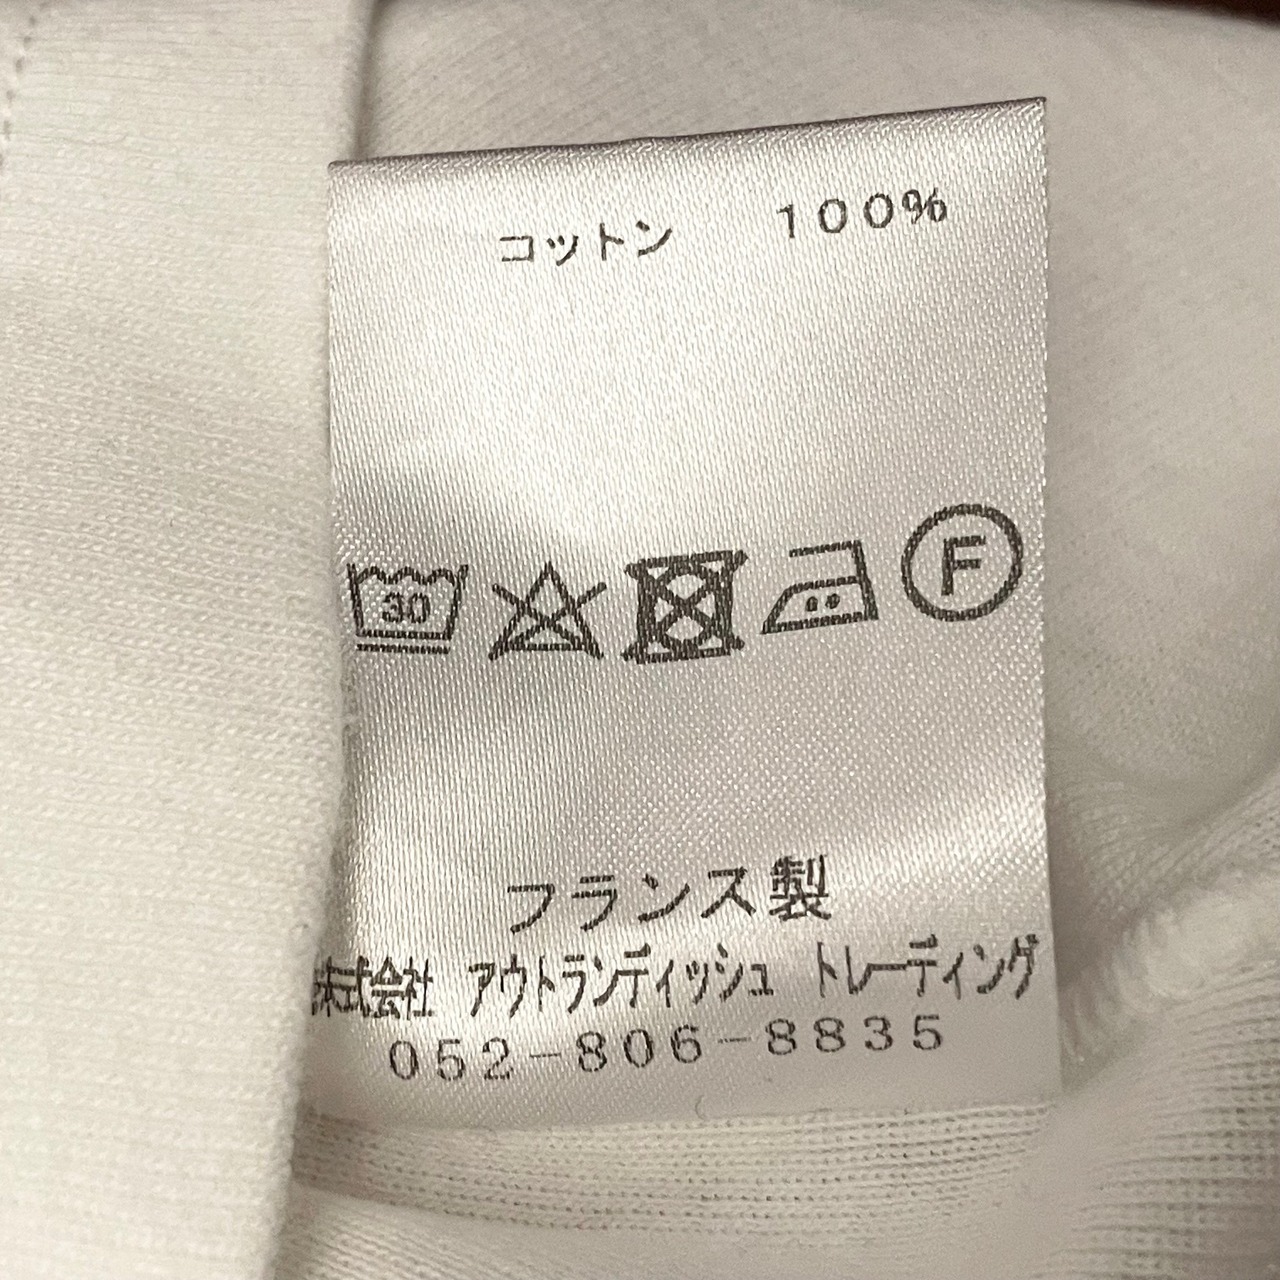 コットン 100%
30 F
フランス製
株式会社 アウトランディッシュ トレーディング
052-806-8835